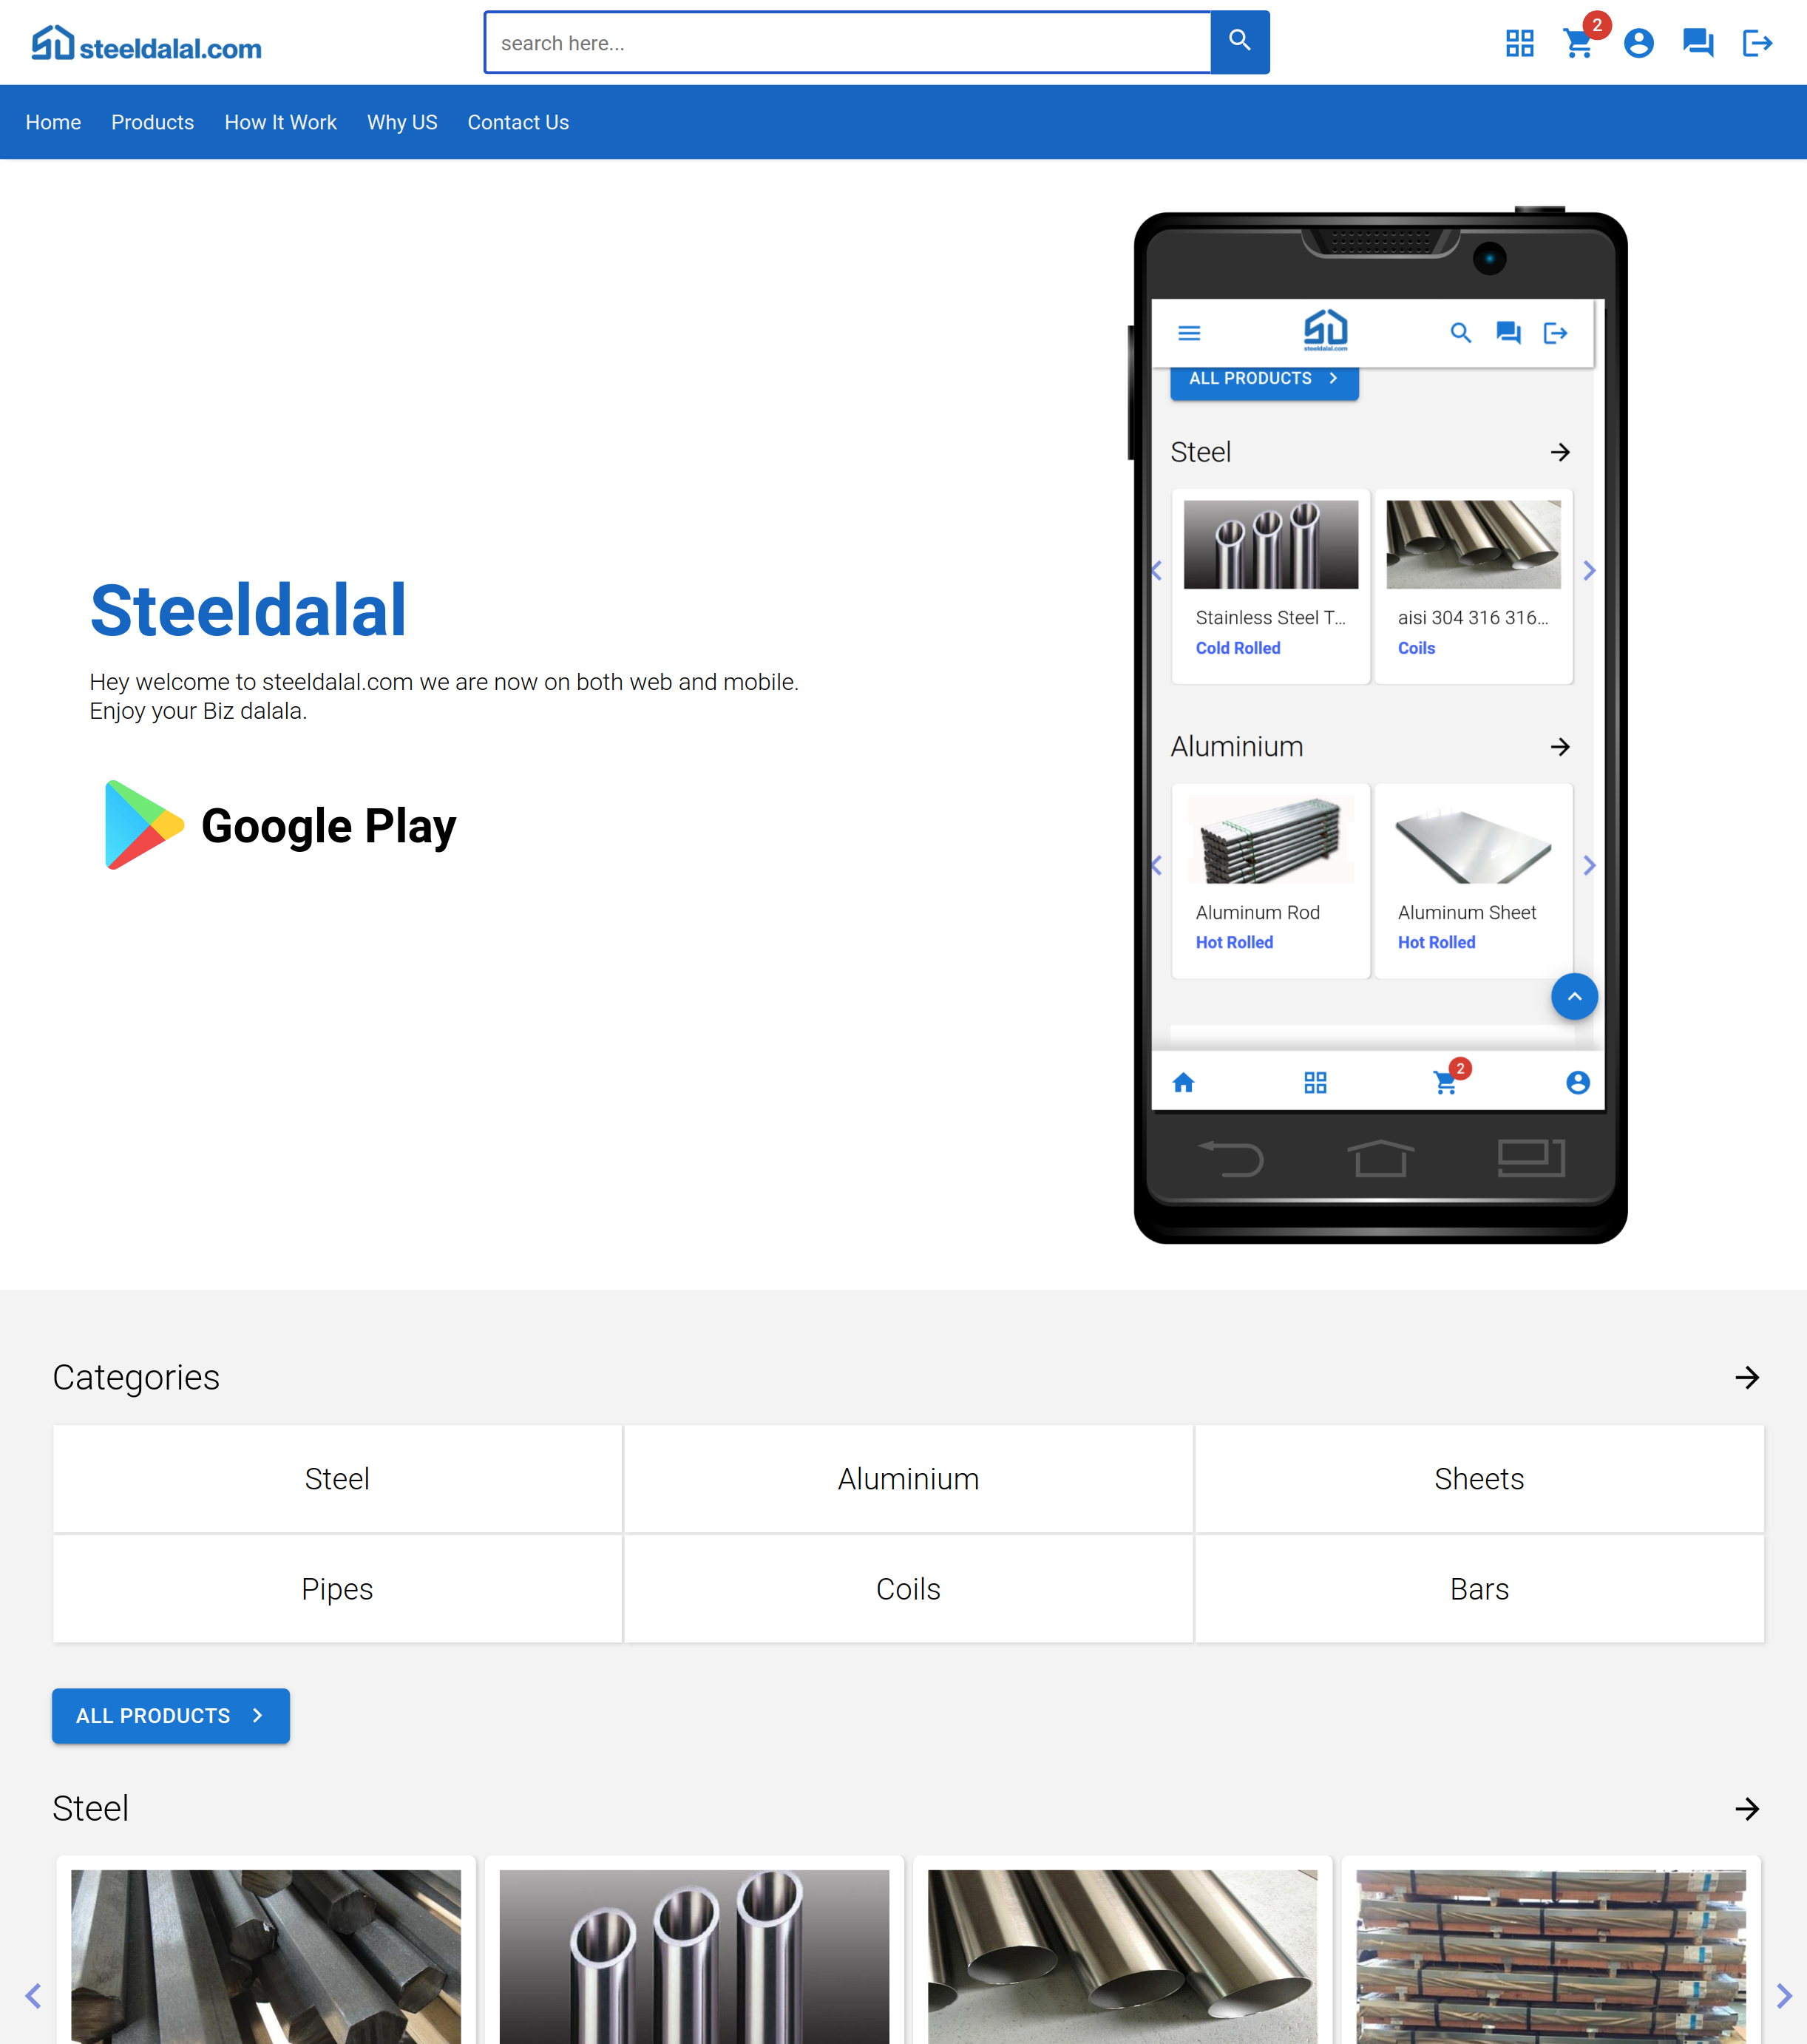 steeldalal.com
search here...
2
Home Products How It Work Why US Contact Us
steeldalal.com
ALL PRODUCTS
Steel
Stainless Steel T... aisi 304 316 316...
Cold Rolled Coils
Steeldalal
Hey welcome to steeldalal.com we are now on both web and mobile.
Enjoy your Biz dalala.
Aluminium
Google Play
Aluminum Rod Aluminum Sheet
Hot Rolled Hot Rolled
2
Categories
Steel Aluminium Sheets
Pipes Coils Bars
ALL PRODUCTS
Steel